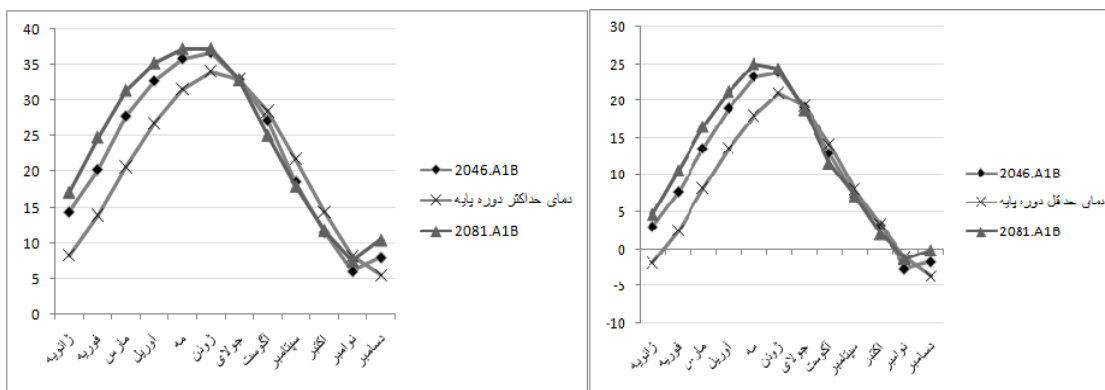 40
35
30
25
20
15
10
5
0
ژانویه
فوریه
مارس
آوریل
مه
ژوئن
جولای
آگوست
سپتامبر
اکتبر
نوامبر
دسامبر
2046.A1B
دمای حداکثر دوره پایه
2081.A1B
30
25
20
15
10
5
0
-5
-10
ژانویه
فوریه
مارس
آوریل
مه
ژوئن
جولای
آگوست
سپتامبر
اکتبر
نوامبر
دسامبر
2046.A1B
دمای حداقل دوره پایه
2081.A1B